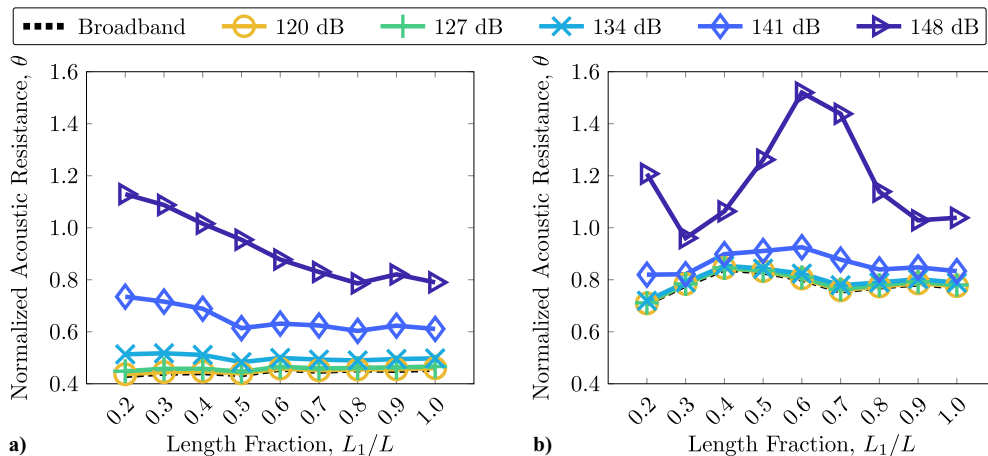 Broadband 120 dB 127 dB 134 dB 141 dB 148 dB
Normalized Acoustic Resistance, θ
1.6
1.4
1.2
1.0
0.8
0.6
0.4
0.2 0.3 0.4 0.5 0.6 0.7 0.8 0.9 1.0
Length Fraction, L₁/L
a)
Normalized Acoustic Resistance, θ
1.6
1.4
1.2
1.0
0.8
0.6
0.4
0.2 0.3 0.4 0.5 0.6 0.7 0.8 0.9 1.0
Length Fraction, L₁/L
b)